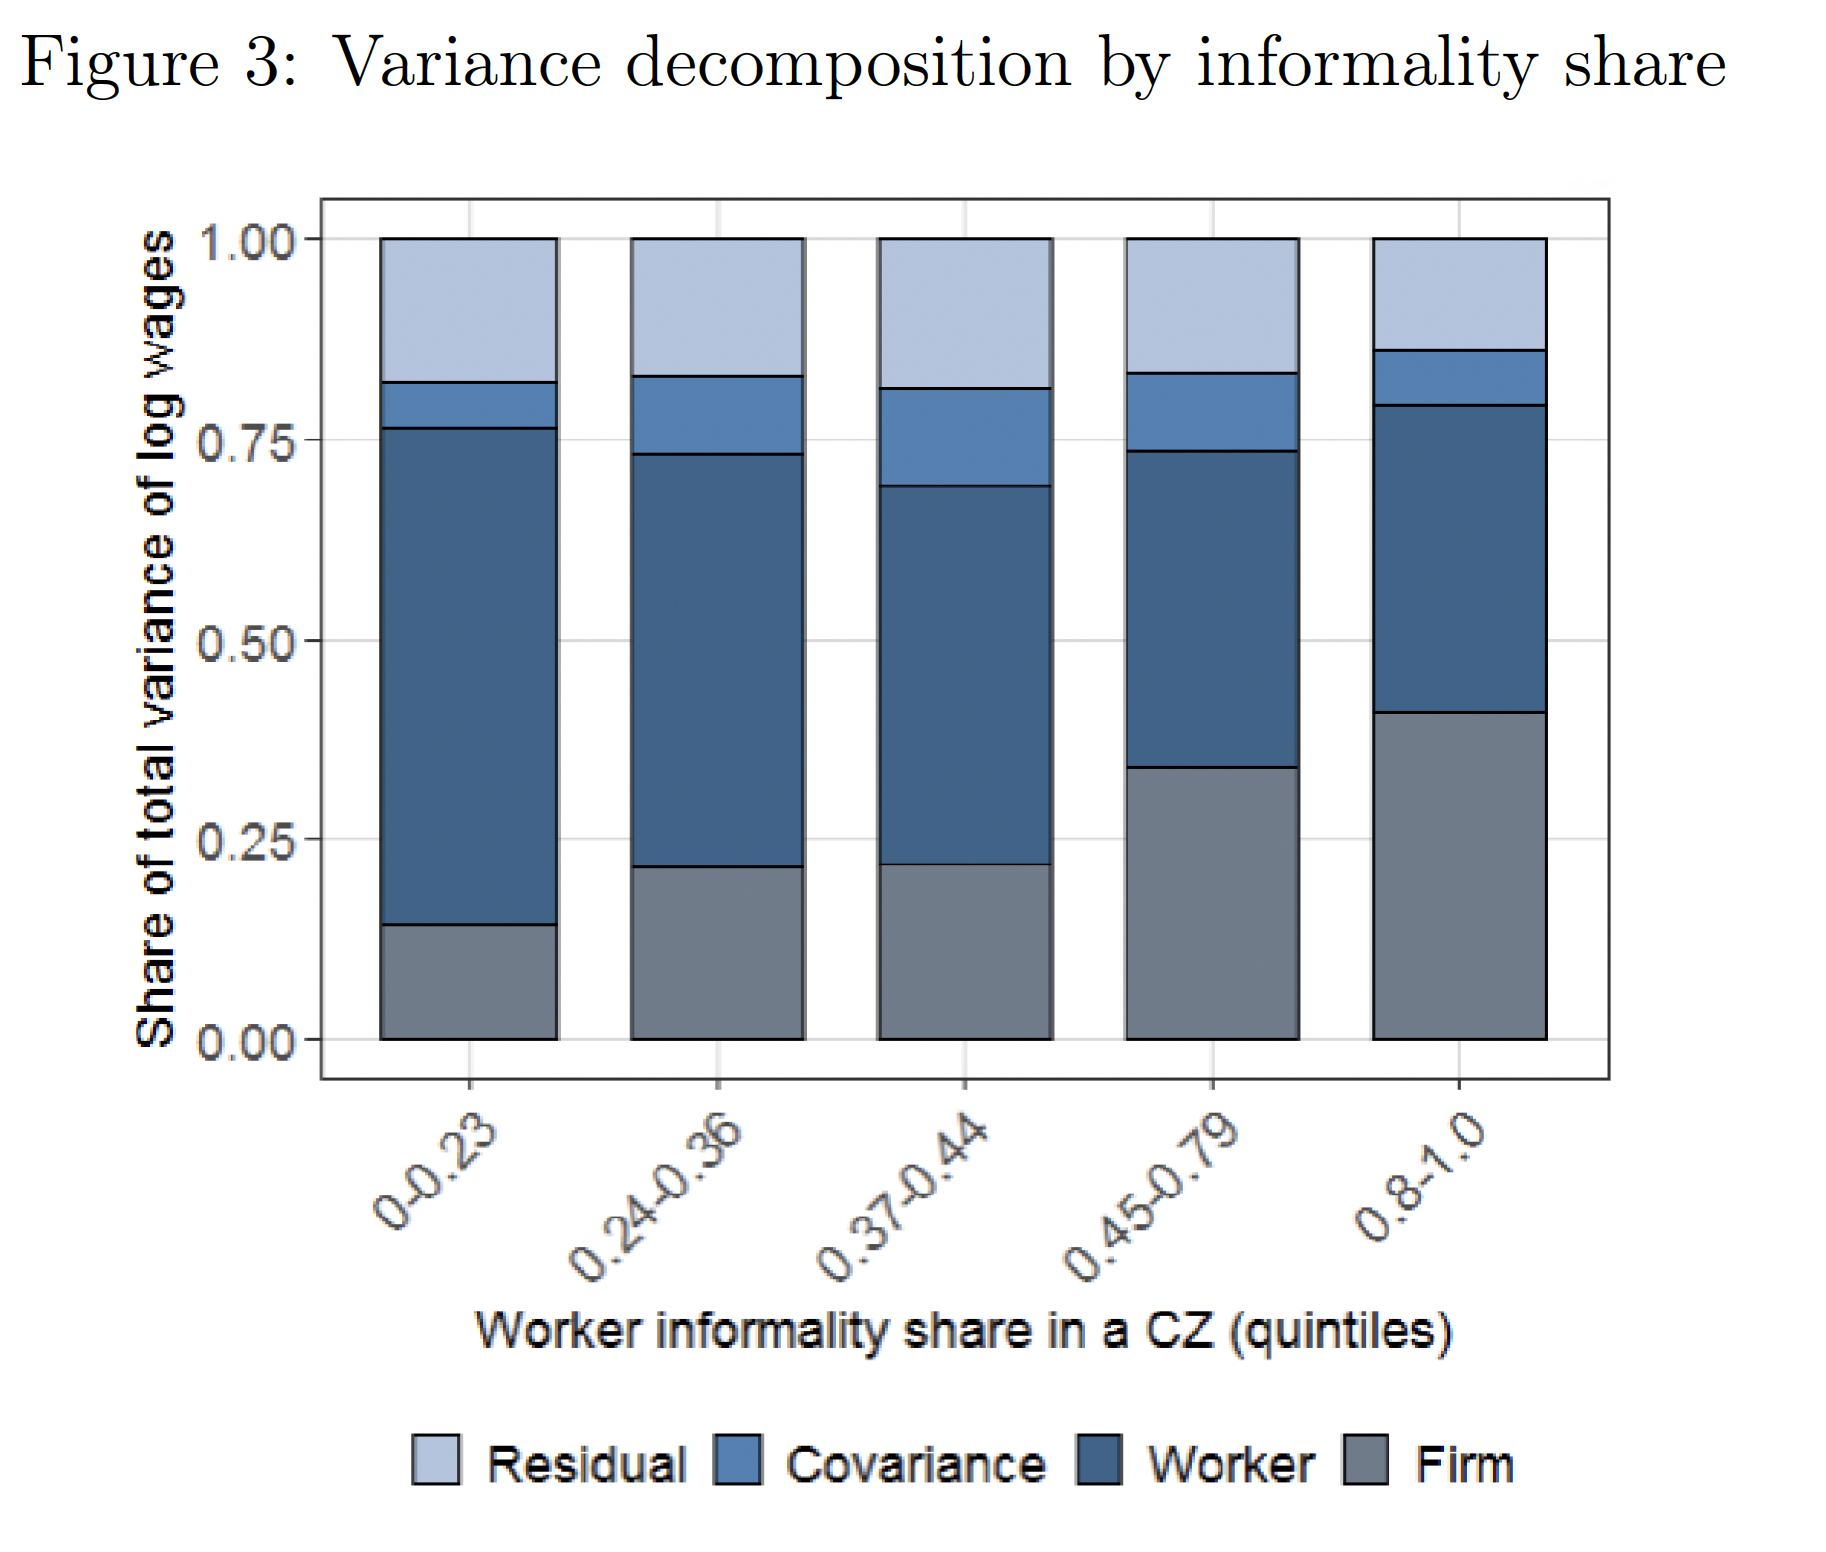 Figure 3: Variance decomposition by informality share
Share of total variance of log wages
1.00
0.75
0.50
0.25
0.00
0-0.23
0.24-0.36
0.37-0.44
0.45-0.79
0.8-1.0
Worker informality share in a CZ (quintiles)
Residual Covariance Worker Firm